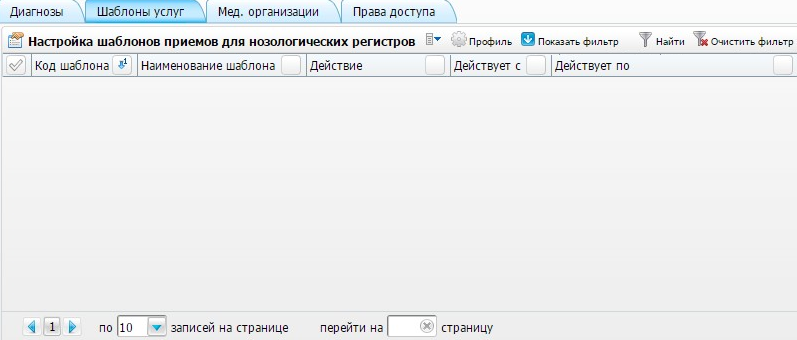 Диагнозы Шаблоны услуг Мед. организации Права доступа
Настройка шаблонов приемов для нозологических регистров Профиль Показать фильтр Найти Очистить фильтр
Код шаблона 1 Наименование шаблона Действие Действует с Действует по
1 по 10 записей на странице перейти на страницу